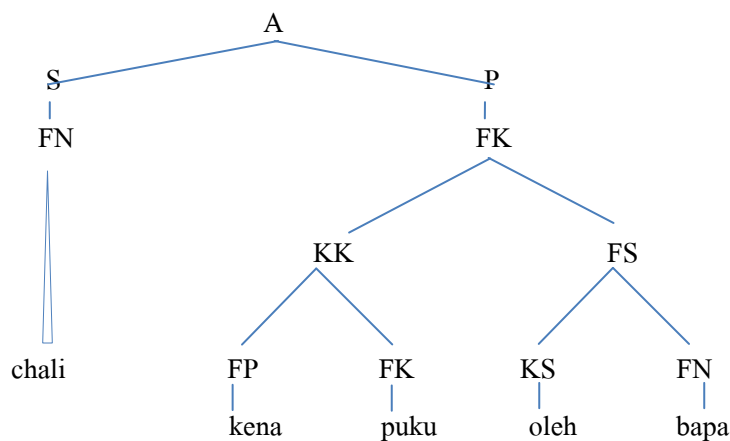 A
S P
FN FK
KK FS
chali FP FK KS FN
kena puku oleh bapa